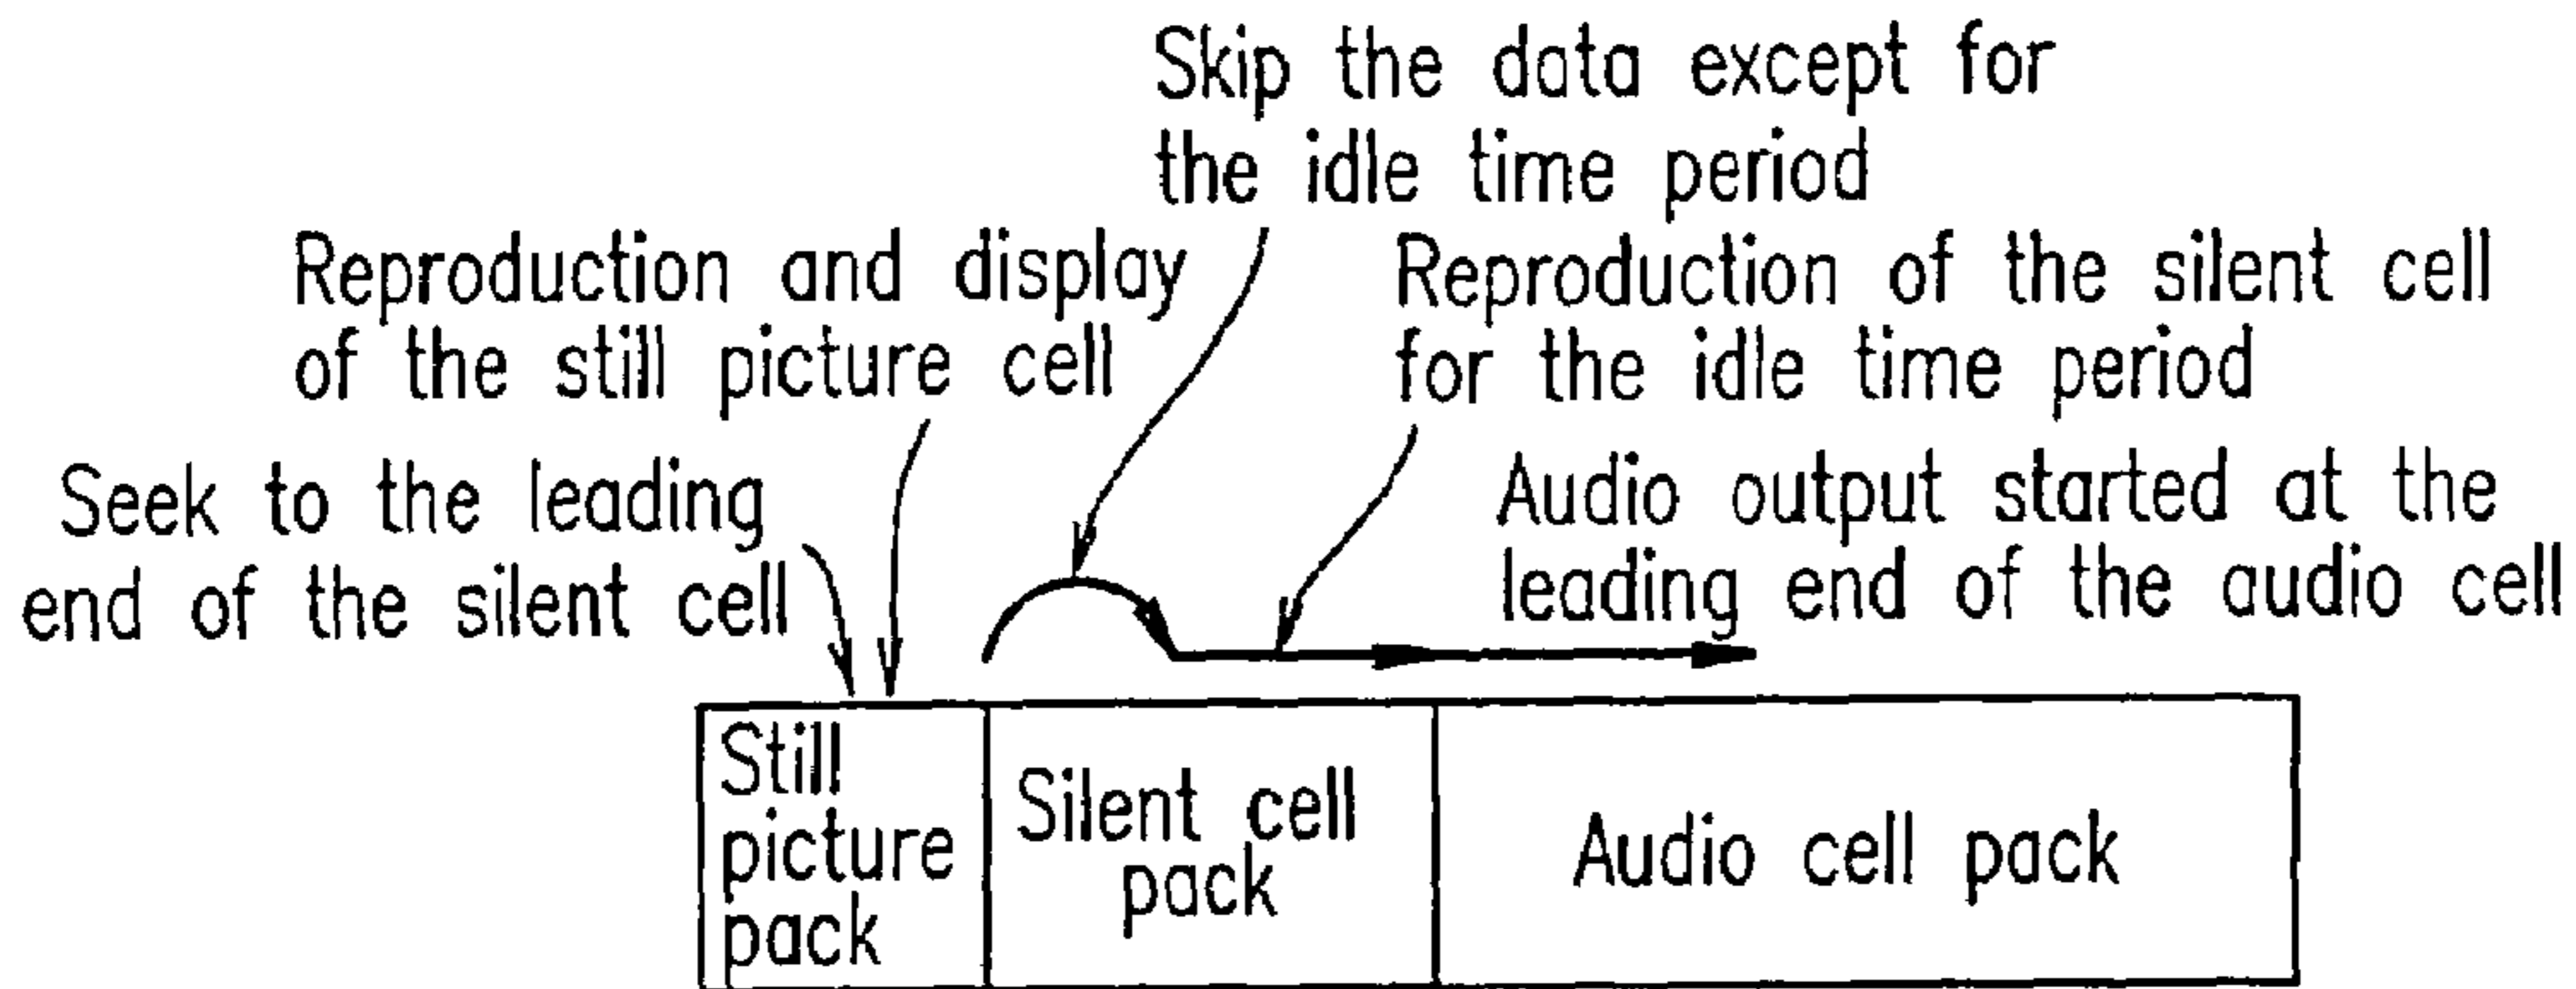 Skip the data except for
the idle time period
Reproduction and display
of the still picture cell
Reproduction of the silent cell
for the idle time period
Seek to the leading
end of the silent cell
Audio output started at the
leading end of the audio cell
Still
picture
pack
Silent cell
pack
Audio cell pack